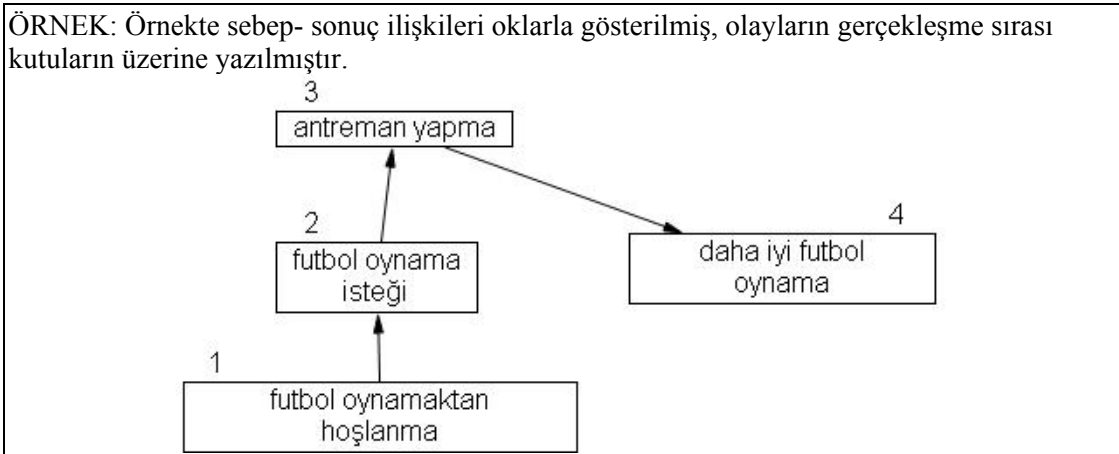 ÖRNEK: Örnekte sebep- sonuç ilişkileri oklarla gösterilmiş, olayların gerçekleşme sırası
kutuların üzerine yazılmıştır.
3
antreman yapma
2
futbol oynama
isteği
4
daha iyi futbol
oynama
1
futbol oynamaktan
hoşlanma